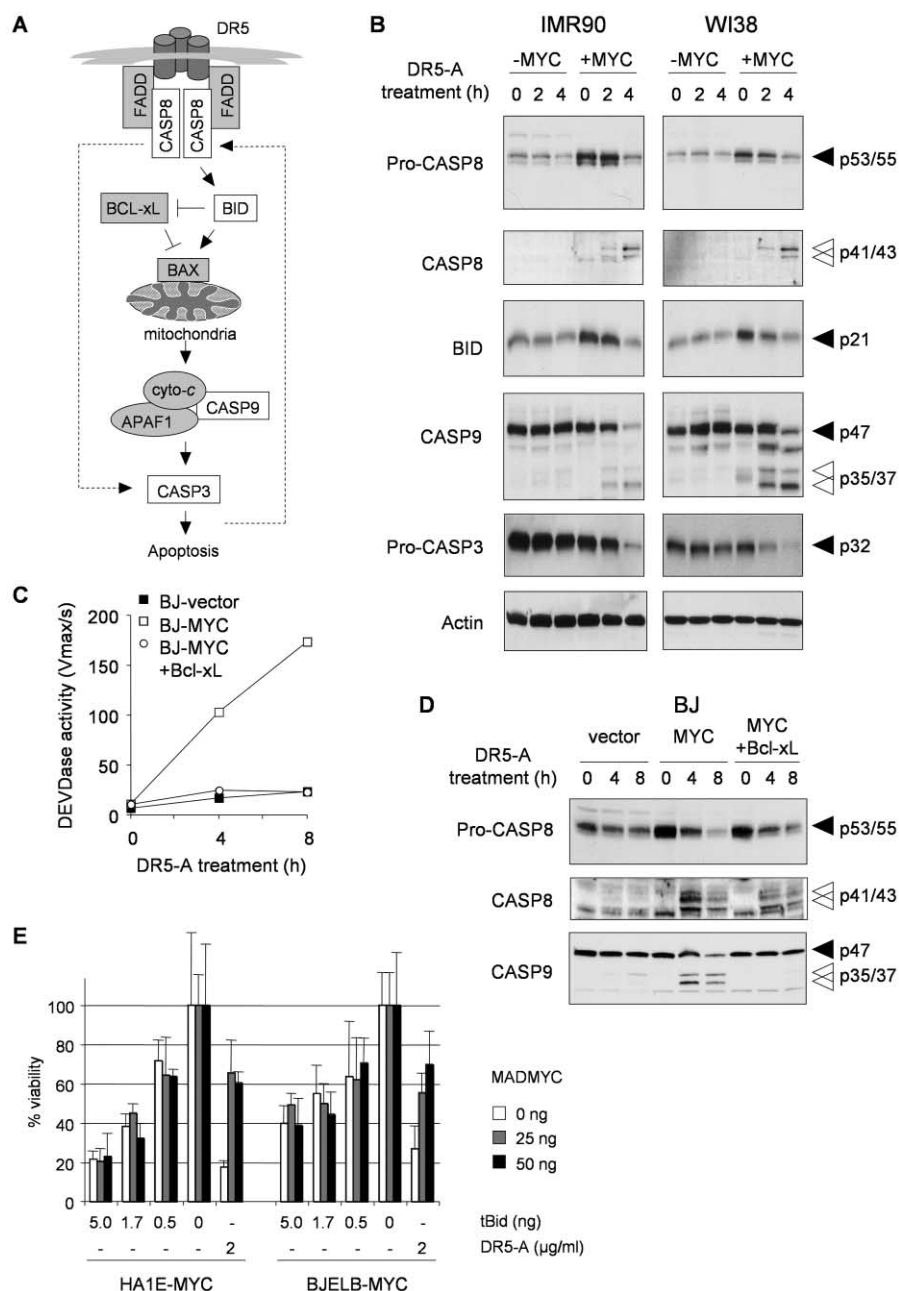 A
DR5
FADD
CASP8
CASP8
FADD
BCL-xL
BID
BAX
mitochondria
cyto-c
APAF1
CASP9
CASP3
Apoptosis
B
IMR90 WI38
-MYC +MYC -MYC +MYC
DR5-A
treatment (h) 0 2 4 0 2 4 0 2 4 0 2 4
Pro-CASP8 p53/55
CASP8 p41/43
BID p21
CASP9 p47
p35/37
Pro-CASP3 p32
Actin
C
BJ-vector
BJ-MYC
BJ-MYC
+Bcl-xL
DEVDase activity (Vmax/s)
200
150
100
50
0
0 4 8
DR5-A treatment (h)
D
BJ
vector MYC MYC
+Bcl-xL
DR5-A
treatment (h) 0 4 8 0 4 8 0 4 8
Pro-CASP8 p53/55
CASP8 p41/43
CASP9 p47
p35/37
E
% viability
100
80
60
40
20
0
5.0 1.7 0.5 0 - 5.0 1.7 0.5 0 - tBid (ng)
- - - - 2 - - - - 2 DR5-A (µg/ml)
HA1E-MYC BJELB-MYC
MADMYC
0 ng
25 ng
50 ng